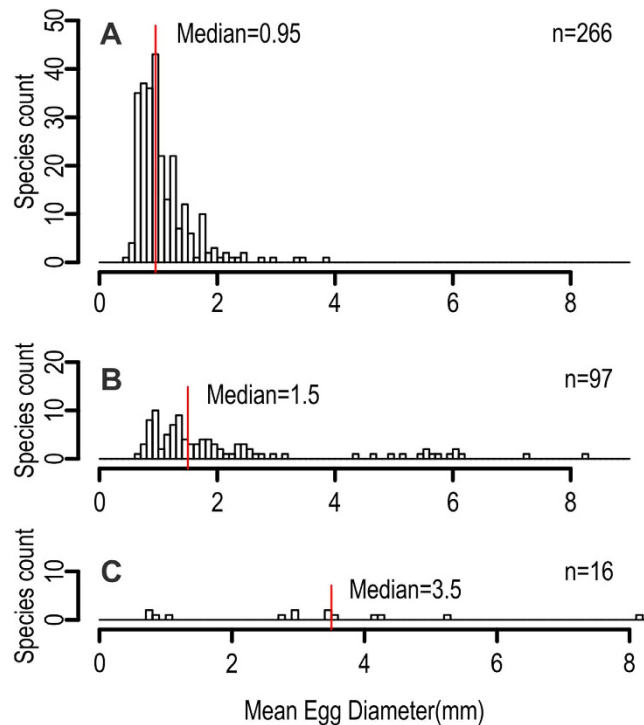 A
Median=0.95
n=266
Species count
50
40
30
20
10
0
0 2 4 6 8
B
Median=1.5
n=97
Species count
20
10
0
0 2 4 6 8
C
Median=3.5
n=16
Species count
10
0
0 2 4 6 8
Mean Egg Diameter(mm)